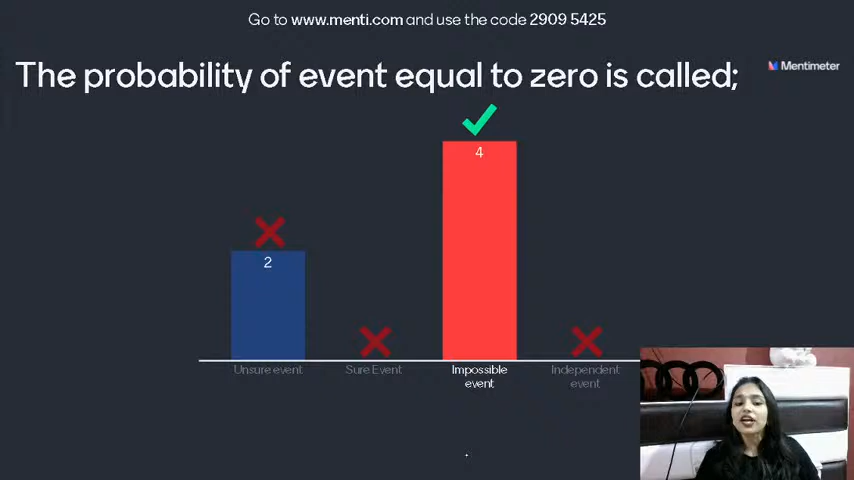 Go to www.menti.com and use the code 2909 5425
The probability of event equal to zero is called;
Mentimeter
4
2
Unsure event
Sure Event
Impossible
event
Independent
event